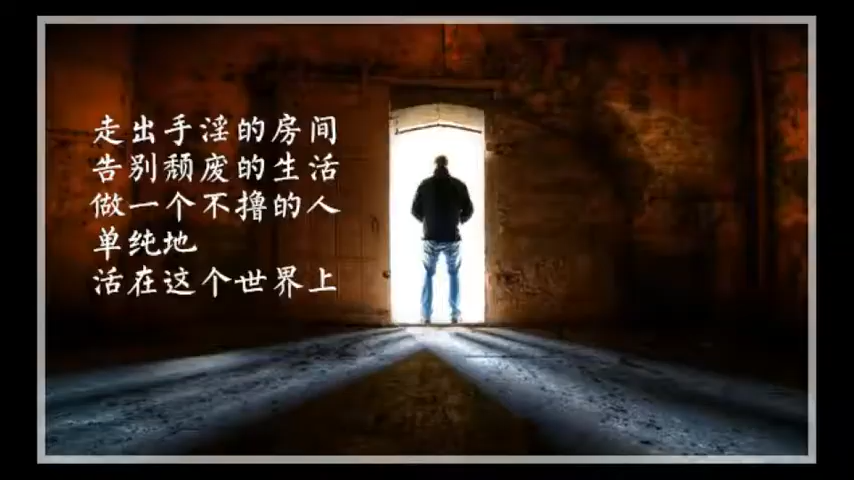 走出手淫的房间
告别颓废的生活
做一个不撸的人
单纯地
活在这个世界上